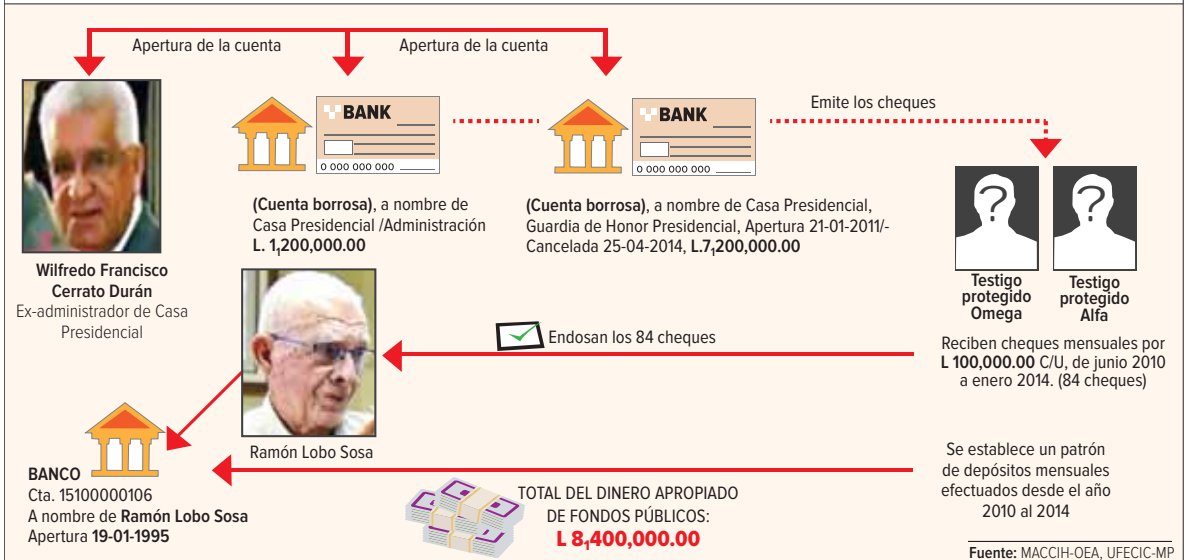 Apertura de la cuenta
Apertura de la cuenta
BANK
0 000 000 000
BANK
0 000 000 000
Emite los cheques
(Cuenta borrosa), a nombre de
Casa Presidencial /Administración
L. 1,200,000.00
(Cuenta borrosa), a nombre de Casa Presidencial,
Guardia de Honor Presidencial, Apertura 21-01-2011/-
Cancelada 25-04-2014, L.7,200,000.00
?
?
Wilfredo Francisco
Cerrato Durán
Ex-administrador de Casa
Presidencial
Testigo
protegido
Omega
Testigo
protegido
Alfa
Endosan los 84 cheques
Reciben cheques mensuales por
L 100,000.00 C/U, de junio 2010
a enero 2014. (84 cheques)
Ramón Lobo Sosa
BANCO
Cta. 15100000106
A nombre de Ramón Lobo Sosa
Apertura 19-01-1995
TOTAL DEL DINERO APROPIADO
DE FONDOS PÚBLICOS:
L 8,400,000.00
Se establece un patrón
de depósitos mensuales
efectuados desde el año
2010 al 2014
Fuente: MACCIH-OEA, UFECIC-MP